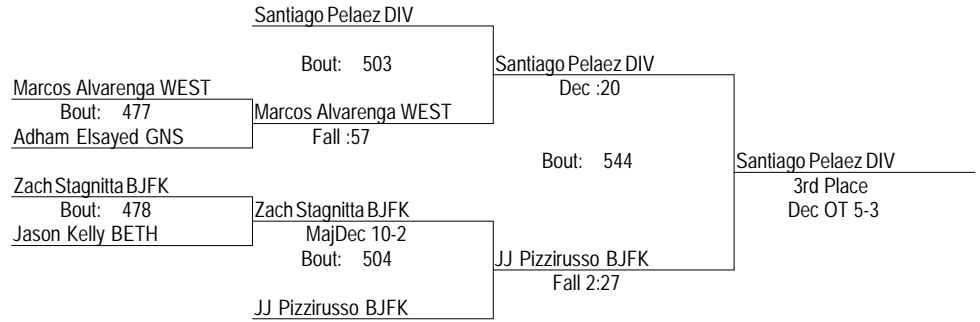 Santiago Pelaez DIV
Bout: 503
Santiago Pelaez DIV
Dec :20
Marcos Alvarenga WEST
Bout: 477
Marcos Alvarenga WEST
Fall :57
Adham Elsayed GNS
Bout: 544
Santiago Pelaez DIV
3rd Place
Dec OT 5-3
Zach Stagnitta BJFK
Bout: 478
Zach Stagnitta BJFK
MajDec 10-2
Jason Kelly BETH
Bout: 504
JJ Pizzirusso BJFK
Fall 2:27
JJ Pizzirusso BJFK